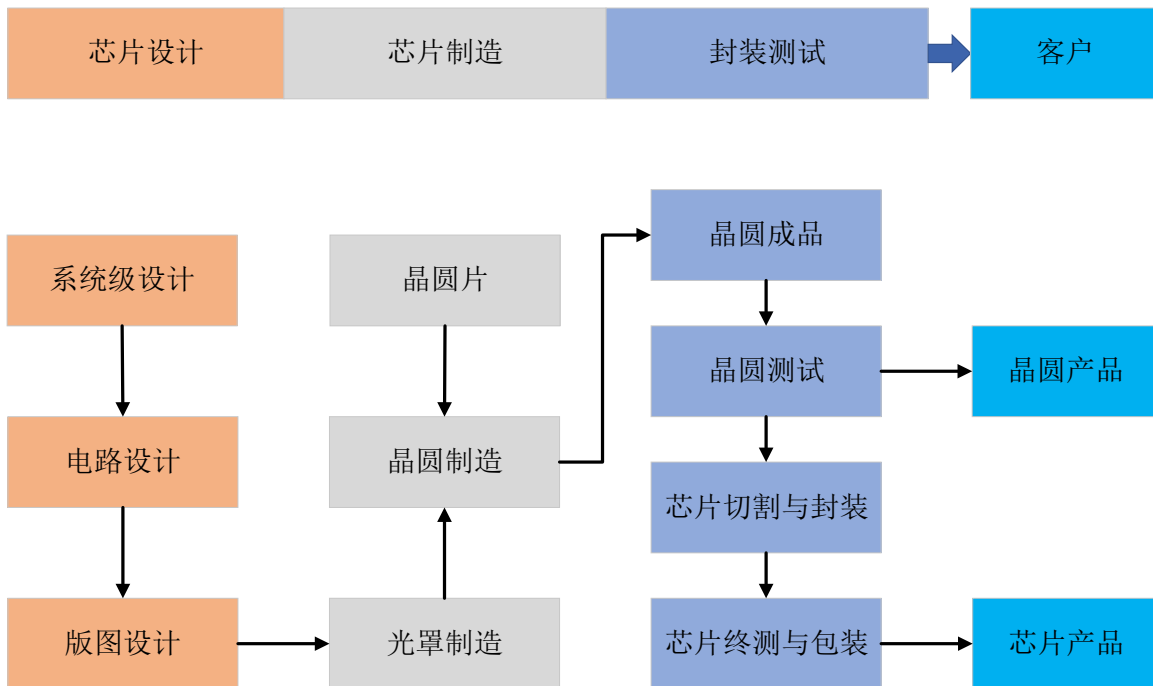 芯片设计
芯片制造
封装测试
客户
系统级设计
电路设计
版图设计
晶圆片
晶圆制造
光罩制造
晶圆成品
晶圆测试
芯片切割与封装
芯片终测与包装
晶圆产品
芯片产品